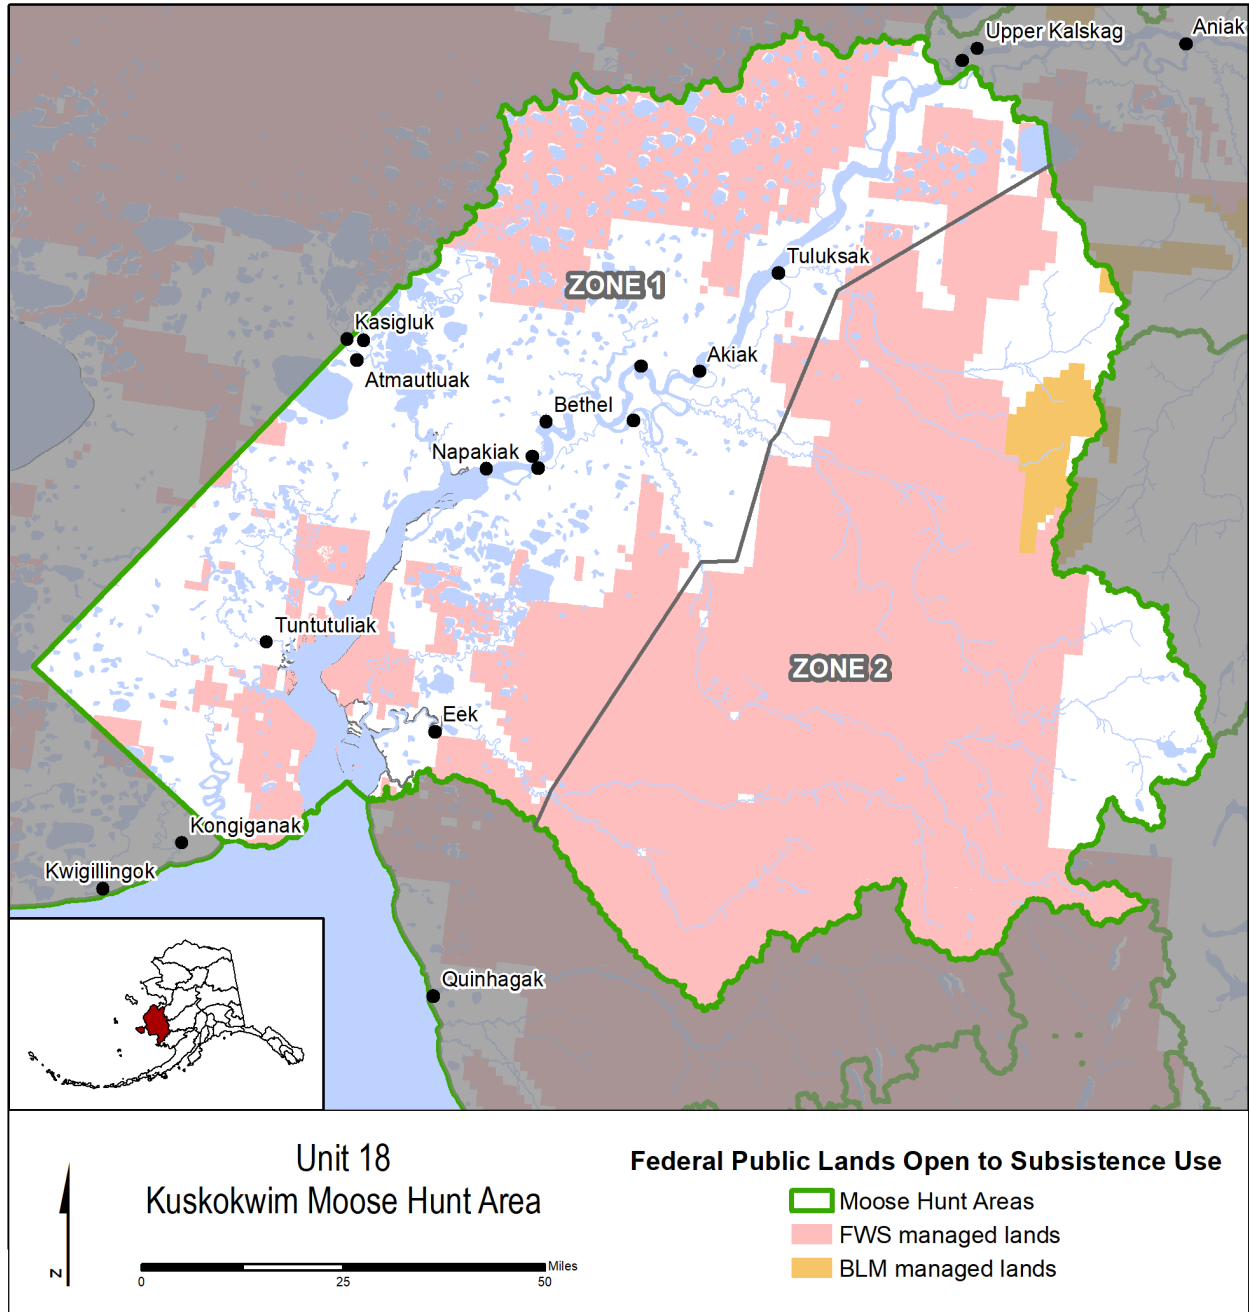 Upper Kalskag
Aniak
ZONE 1
Tuluksak
Kasigluk
Akiak
Atmautluak
Bethel
Napakiak
Tuntutuliak
ZONE 2
Eek
Kongiganak
Kwigillingok
Quinhagak
Unit 18
Kuskokwim Moose Hunt Area
N
0
25
50
Miles
Federal Public Lands Open to Subsistence Use
Moose Hunt Areas
FWS managed lands
BLM managed lands